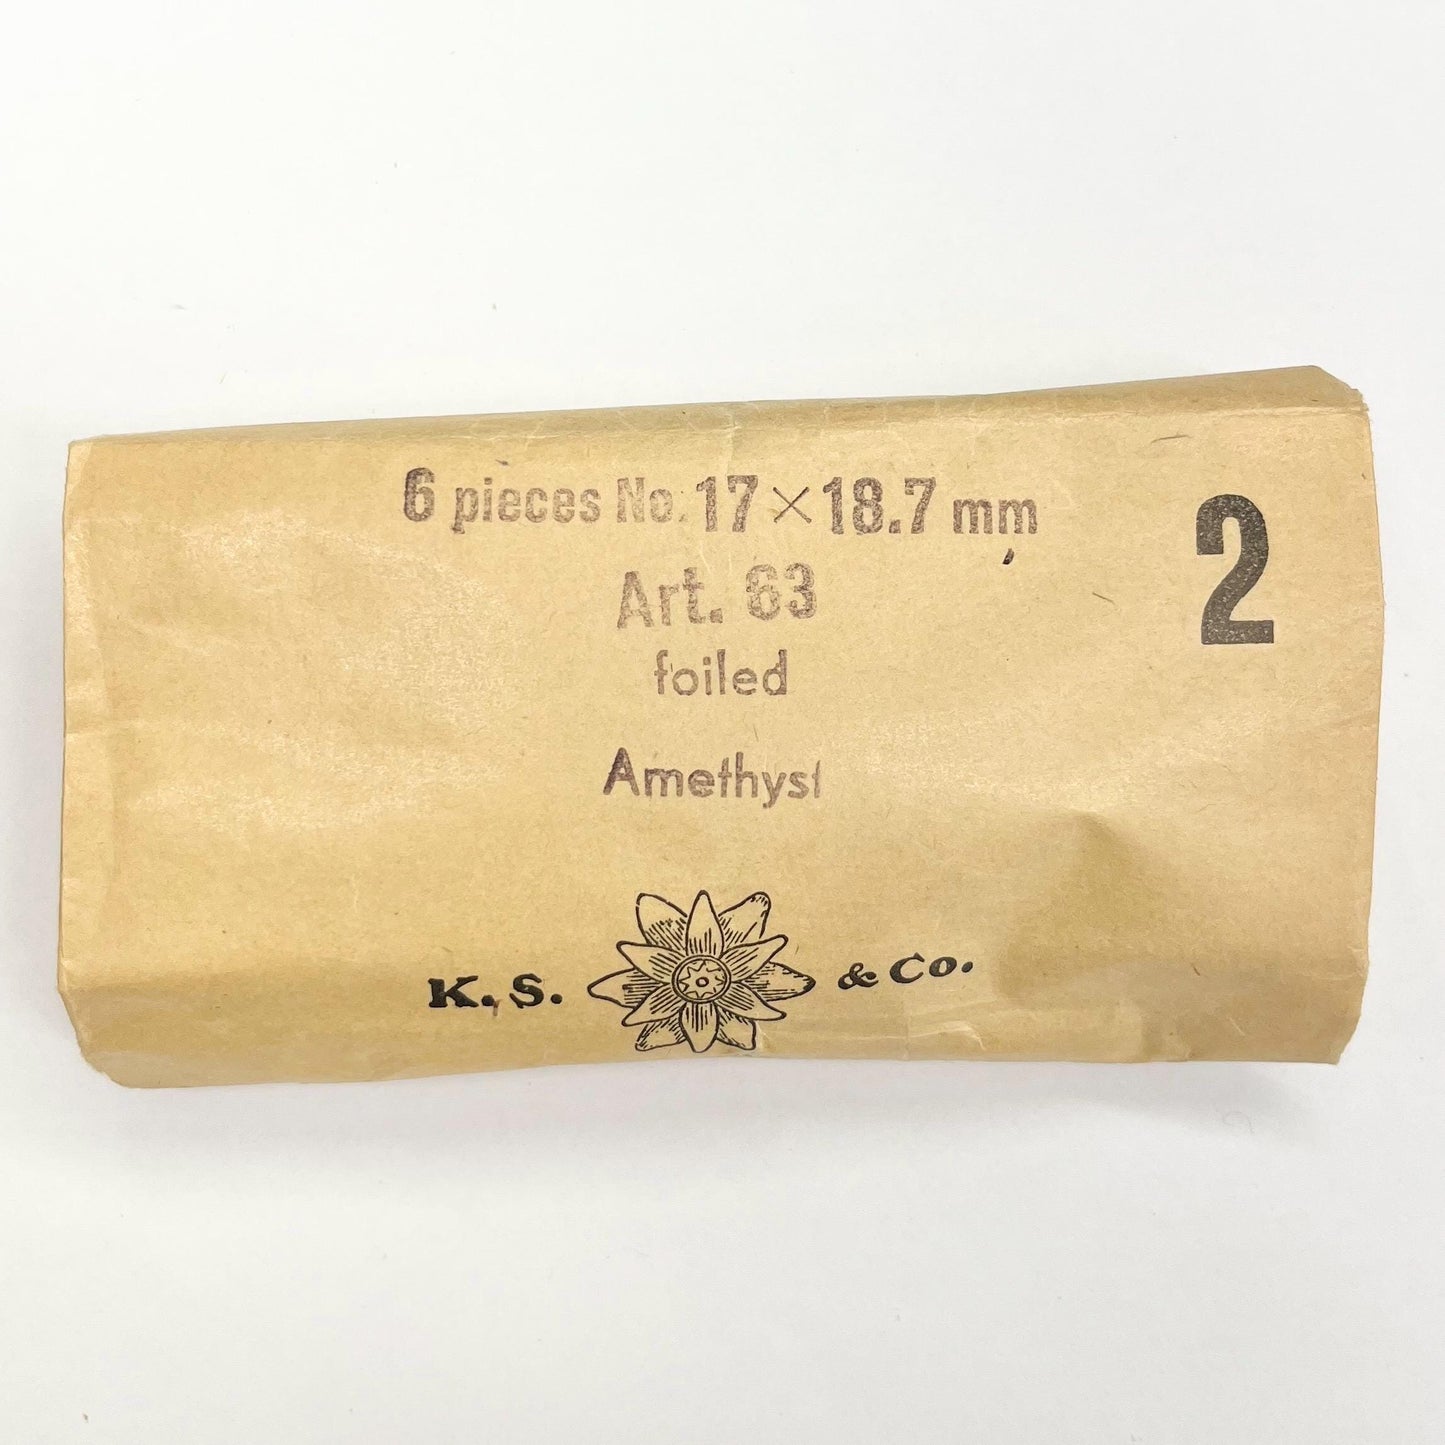 6 pieces No. 17 × 18.7 mm
2
Art. 63
foiled
Amethyst
K. S. & Co.